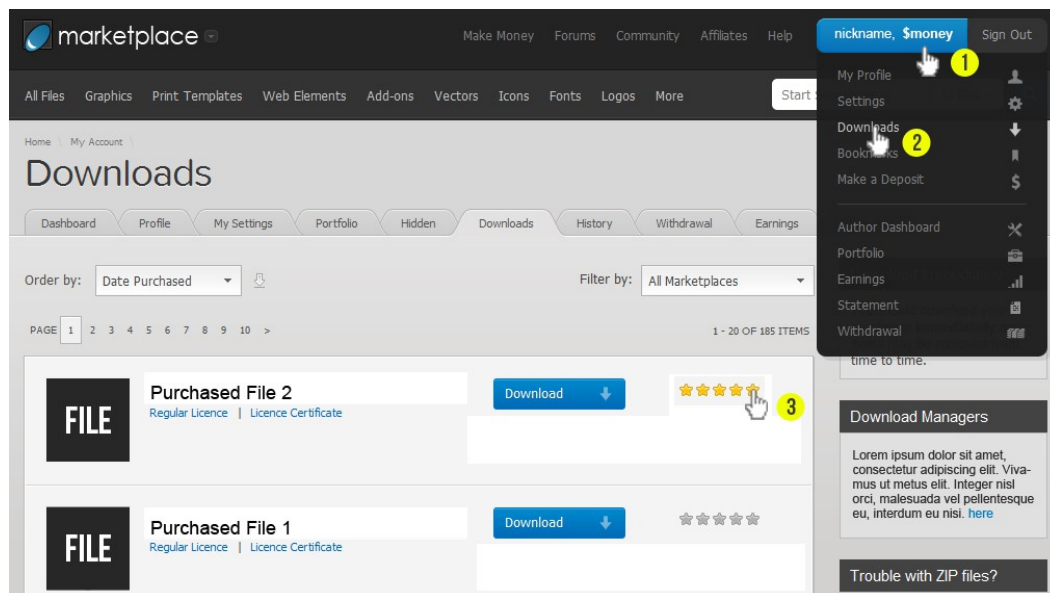 marketplace
Make Money Forums Community Affiliates Help
nickname, $money
Sign Out
1
All Files Graphics Print Templates Web Elements Add-ons Vectors Icons Fonts Logos More
Start
My Profile
Settings
Downloads
2
Bookmarks
Make a Deposit
Author Dashboard
Portfolio
Earnings
Statement
Withdrawal
Home \ My Account \
Downloads
Dashboard Profile My Settings Portfolio Hidden Downloads History Withdrawal Earnings
Order by: Date Purchased
Filter by: All Marketplaces
PAGE 1 2 3 4 5 6 7 8 9 10 >
1 - 20 OF 185 ITEMS
time to time.
FILE
Purchased File 2
Regular Licence | Licence Certificate
Download
3
FILE
Purchased File 1
Regular Licence | Licence Certificate
Download
Download Managers
Lorem ipsum dolor sit amet,
consectetur adipiscing elit. Viva-
mus ut metus elit. Integer nisl
orci, malesuada vel pellentesque
eu, interdum eu nisi. here
Trouble with ZIP files?